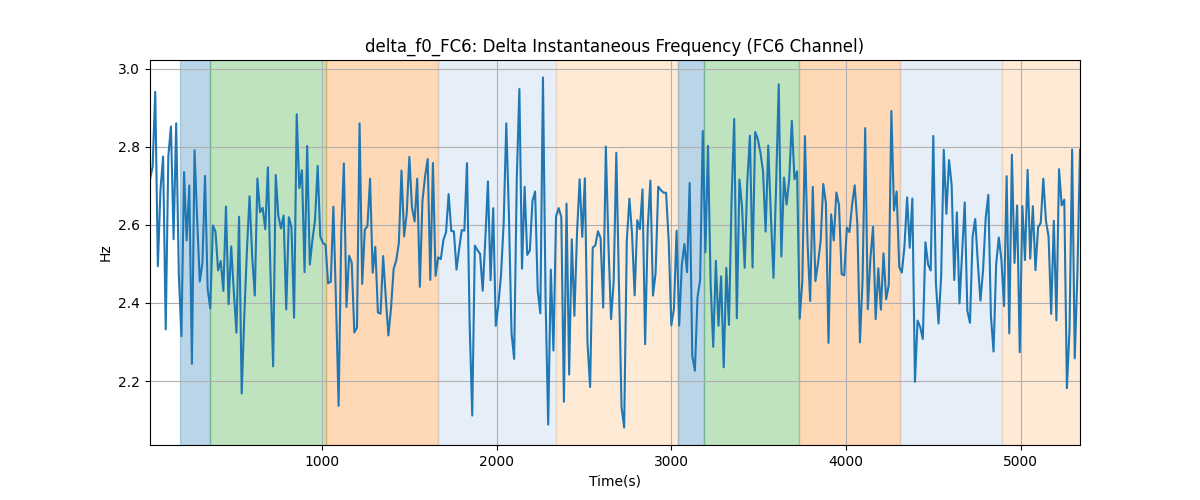 delta_f0_FC6: Delta Instantaneous Frequency (FC6 Channel)
3.0
2.8
2.6
2.4
2.2
Hz
1000 2000 3000 4000 5000
Time(s)